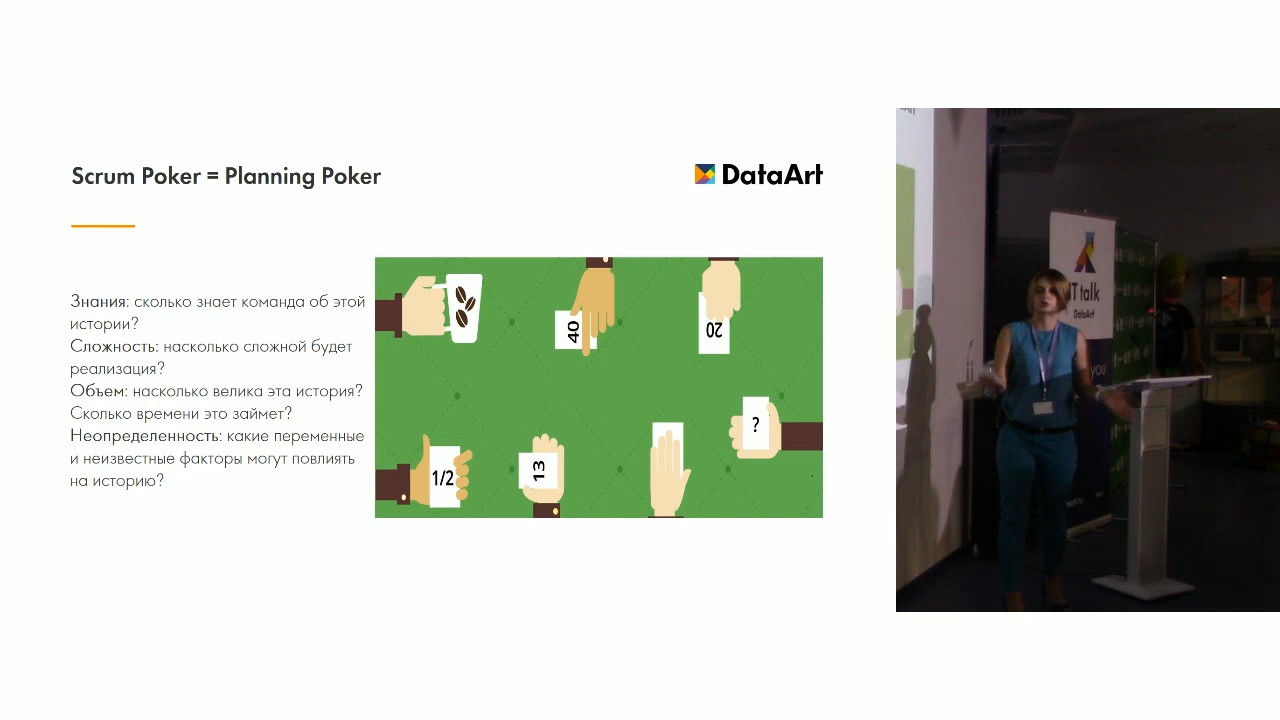 Scrum Poker = Planning Poker
DataArt
Знания: сколько знает команда об этой
истории?
Сложность: насколько сложной будет
реализация?
Объем: насколько велика эта история?
Сколько времени это займет?
Неопределенность: какие переменные
и неизвестные факторы могут повлиять
на историю?
40
20
?
1/2
13
IT talk
DataArt
you